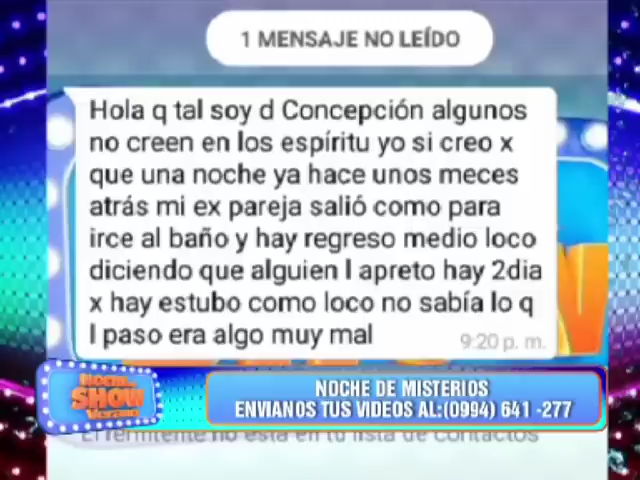 1 MENSAJE NO LEÍDO
Hola q tal soy d Concepción algunos
no creen en los espíritu yo si creo x
que una noche ya hace unos meces
atrás mi ex pareja salió como para
irce al baño y hay regreso medio loco
diciendo que alguien l apreto hay 2dia
x hay estubo como loco no sabía lo q
l paso era algo muy mal
9:20 p. m.
Noche
SHOW
Verano
NOCHE DE MISTERIOS
ENVIANOS TUS VIDEOS AL:(0994) 641 -277
El remitente no está en tu lista de contactos